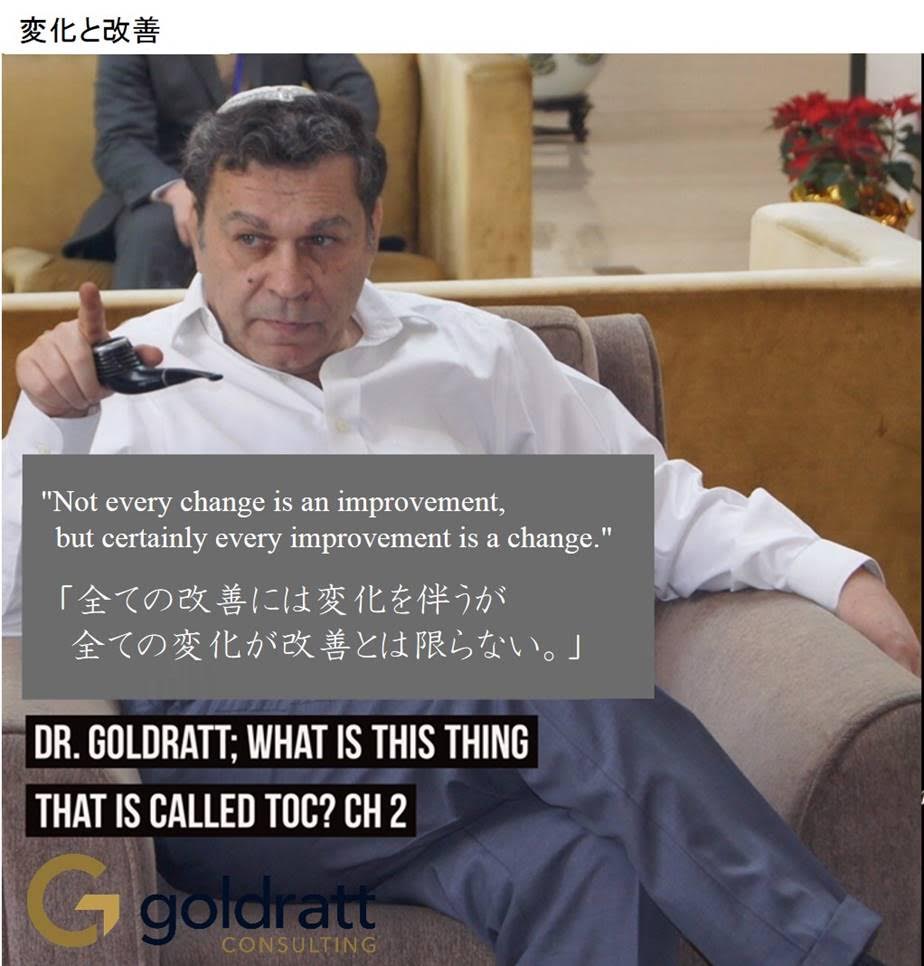 変化と改善
"Not every change is an improvement,
but certainly every improvement is a change."
「全ての改善には変化を伴うが
全ての変化が改善とは限らない。」
DR. GOLDRATT; WHAT IS THIS THING
THAT IS CALLED TOC? CH 2
goldratt
CONSULTING